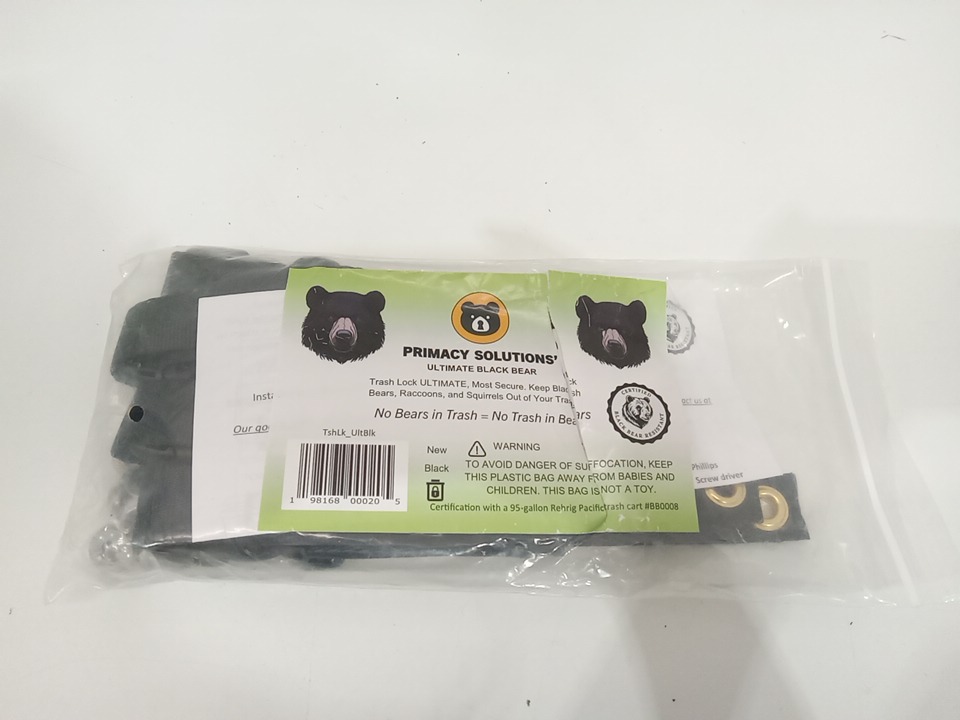 PRIMACY SOLUTIONS'
ULTIMATE BLACK BEAR
Trash Lock ULTIMATE, Most Secure. Keep Black
Bears, Raccoons, and Squirrels Out of Your
No Bears in Trash = No Trash in Bears
CERTIFIED
BLACK BEAR RESISTANT
TshLk_UltBlk
1 98168 00020 5
New
Black
WARNING
TO AVOID DANGER OF SUFFOCATION, KEEP
THIS PLASTIC BAG AWAY FROM BABIES AND
CHILDREN. THIS BAG IS NOT A TOY.
Certification with a 95-gallon Rehrig Pacific trash cart #BB0008
Our
us at
Phillips
Screw driver